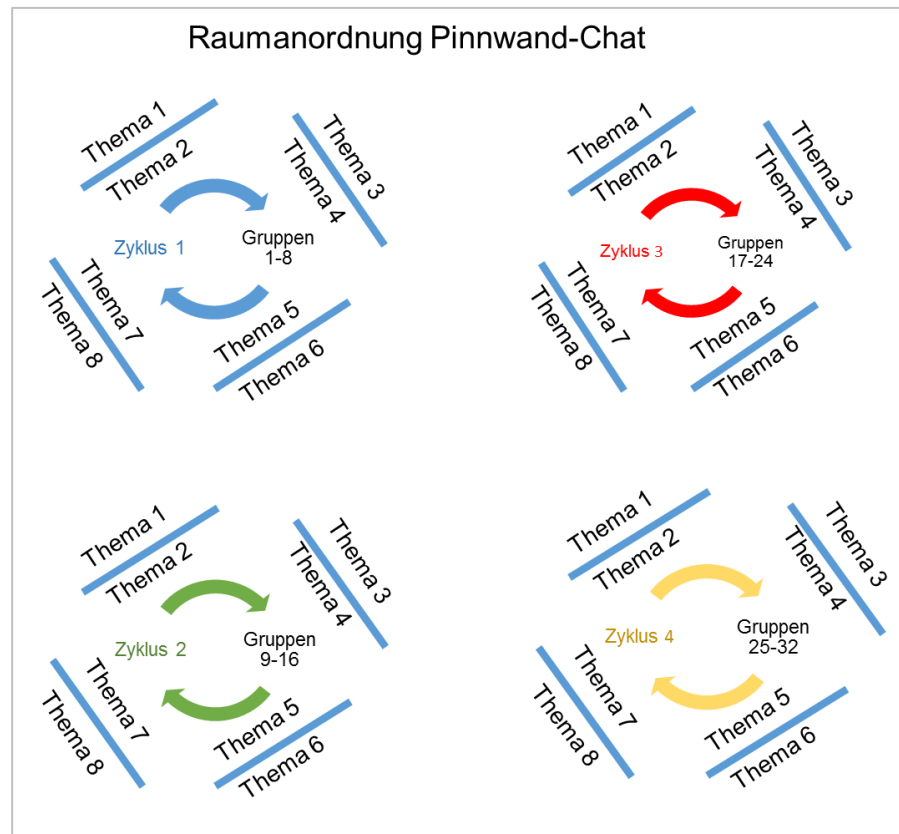 Raumanordnung Pinnwand-Chat
Thema 1
Thema 2
Thema 3
Thema 4
Zyklus 1
Gruppen
1-8
Thema 5
Thema 6
Thema 7
Thema 8
Thema 1
Thema 2
Thema 3
Thema 4
Zyklus 3
Gruppen
17-24
Thema 5
Thema 6
Thema 7
Thema 8
Thema 1
Thema 2
Thema 3
Thema 4
Zyklus 2
Gruppen
9-16
Thema 5
Thema 6
Thema 7
Thema 8
Thema 1
Thema 2
Thema 3
Thema 4
Zyklus 4
Gruppen
25-32
Thema 5
Thema 6
Thema 7
Thema 8